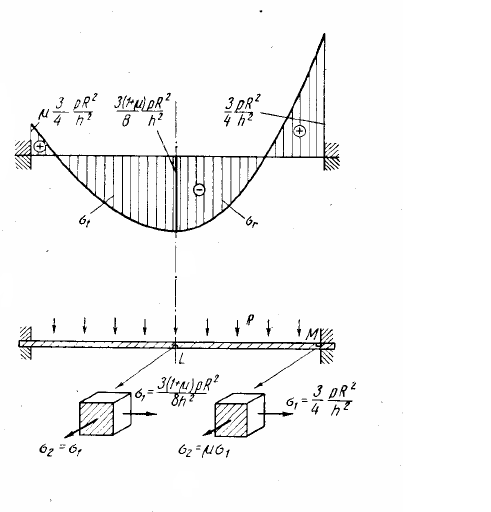 μ 3/4 pR²/h²
3(1+μ)/8 pR²/h²
3/4 pR²/h²
+
+
−
σt
σr
P
M
L
σ1 = 3(1+μ)pR²/8h²
σ1 = 3/4 pR²/h²
σ2 = σ1
σ2 = μσ1